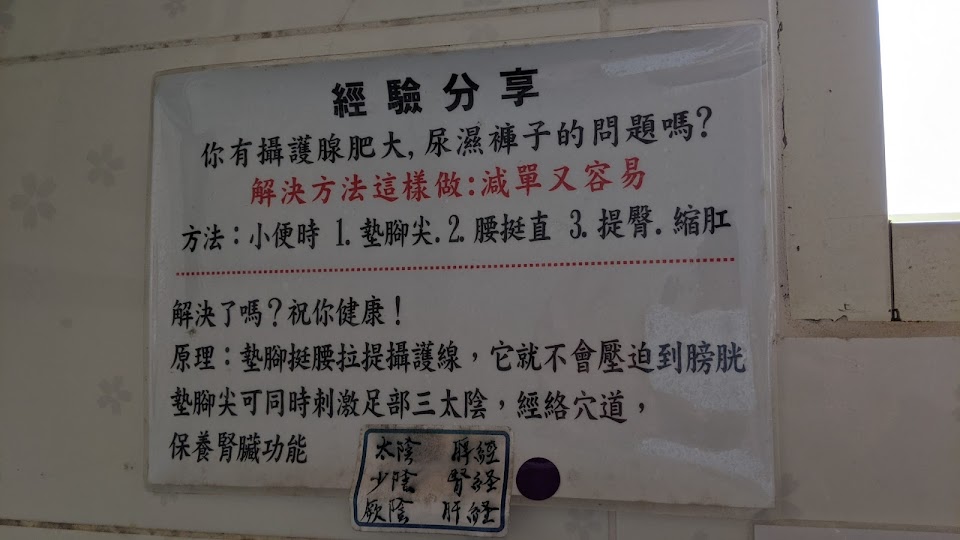 經驗分享
你有攝護腺肥大,尿濕褲子的問題嗎?
解決方法這樣做:減單又容易
方法：小便時 1.墊腳尖.2.腰挺直 3.提臀.縮肛
解決了嗎？祝你健康！
原理：墊腳挺腰拉提攝護線，它就不會壓迫到膀胱
墊腳尖可同時刺激足部三太陰，經絡穴道，
保養腎臟功能
太陰 脾經
少陰 腎経
厥陰 肝経